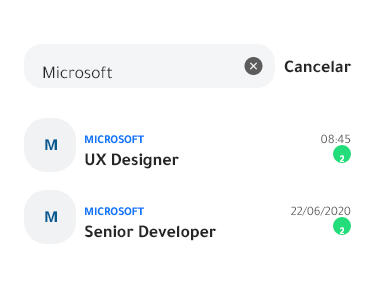 Microsoft Cancelar
M MICROSOFT 08:45
UX Designer 2
M MICROSOFT 22/06/2020
Senior Developer 2